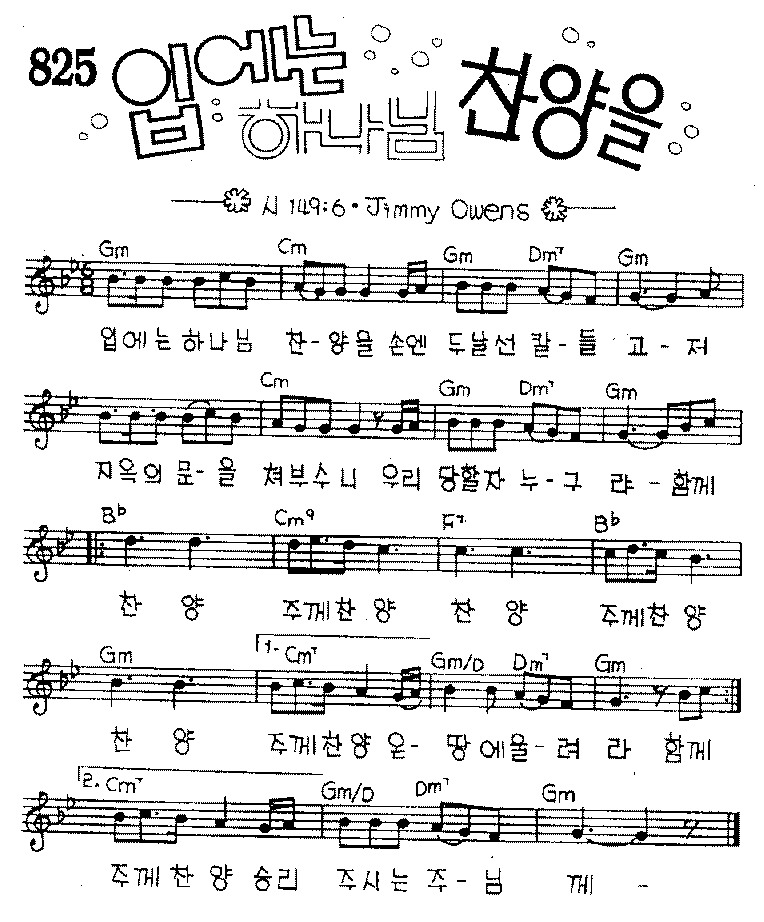 825 입에는 하나님 찬양을
시 149:6 · Jimmy Owens
Gm Cm Gm Dm7 Gm
입에는하나님 찬-양을 손엔 두날선 칼-들 고-저
Cm Gm Dm7 Gm
지옥의 문-을 쳐부수니 우리 당할자 누-구 랴-함께
B♭ Cm9 F7 B♭
찬 양 주께찬 양 찬 양 주께찬 양
Gm 1. Cm7 Gm/D Dm7 Gm
찬 양 주께찬양 온- 땅에울-려 라 함께
2. Cm7 Gm/D Dm7 Gm
주께 찬 양 승리 주시는 주-님 께 -